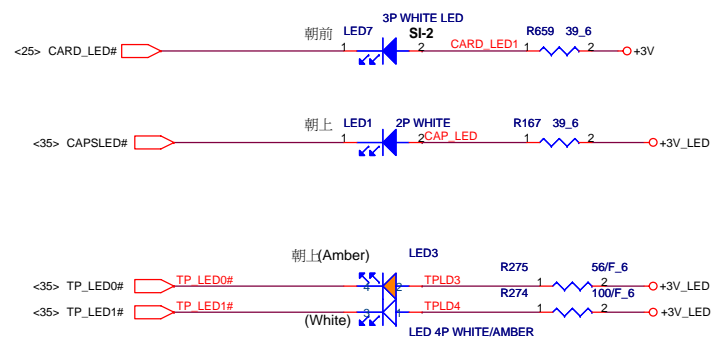 3P WHITE LED
朝前 LED7 SI-2 R659 39_6
<25> CARD_LED# 1 2 CARD_LED1 1 2 +3V
朝上 LED1 2P WHITE R167 39_6
<35> CAPSLED# 1 2 CAP_LED 1 2 +3V_LED
朝上(Amber) LED3 R275 56/F_6
<35> TP_LED0# TP_LED0# 4 2 TPLD3 1 2 +3V_LED
R274 100/F_6
<35> TP_LED1# TP_LED1# 3 1 TPLD4 1 2 +3V_LED
(White) LED 4P WHITE/AMBER